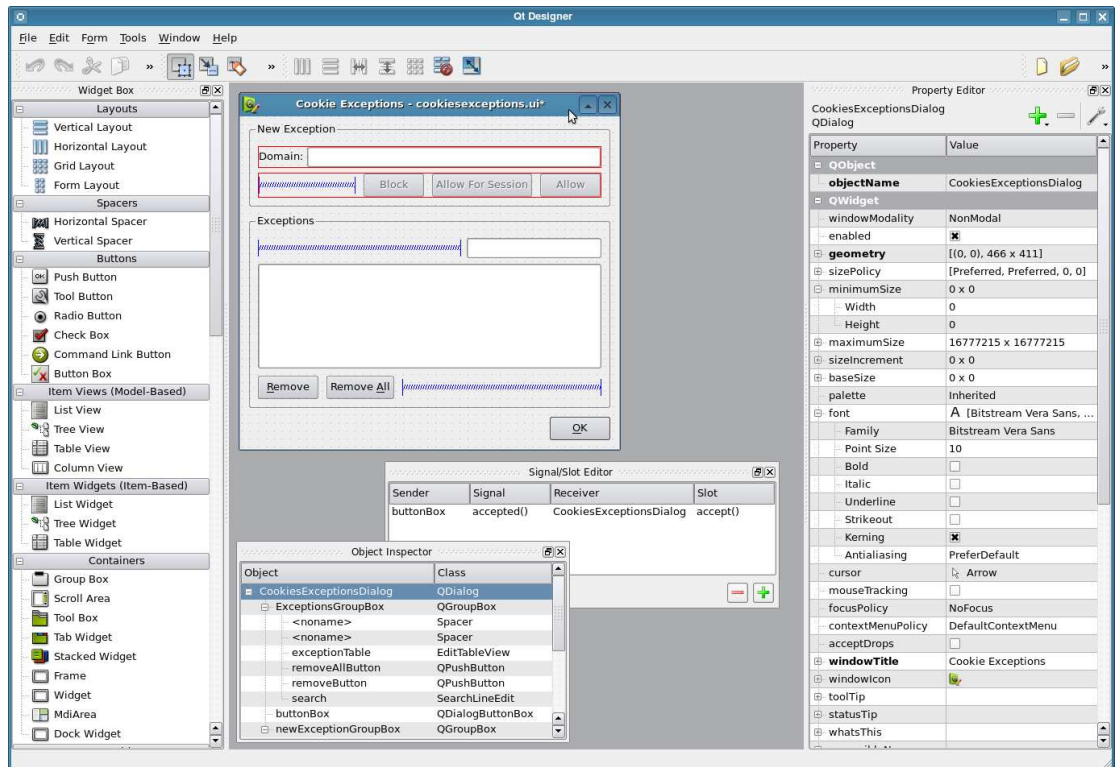 Qt Designer
File Edit Form Tools Window Help
» » »
Widget Box
Layouts
Vertical Layout
Horizontal Layout
Grid Layout
Form Layout
Spacers
Horizontal Spacer
Vertical Spacer
Buttons
Push Button
Tool Button
Radio Button
Check Box
Command Link Button
Button Box
Item Views (Model-Based)
List View
Tree View
Table View
Column View
Item Widgets (Item-Based)
List Widget
Tree Widget
Table Widget
Containers
Group Box
Scroll Area
Tool Box
Tab Widget
Stacked Widget
Frame
Widget
MdiArea
Dock Widget
Cookie Exceptions - cookiesexceptions.ui*
New Exception
Domain:
Block Allow For Session Allow
Exceptions
Remove Remove All
OK
Signal/Slot Editor
Sender Signal Receiver Slot
buttonBox accepted() CookiesExceptionsDialog accept()
Object Inspector
Object Class
CookiesExceptionsDialog QDialog
ExceptionsGroupBox QGroupBox
<noname> Spacer
<noname> Spacer
exceptionTable EditTableView
removeAllButton QPushButton
removeButton QPushButton
search SearchLineEdit
buttonBox QDialogButtonBox
newExceptionGroupBox QGroupBox
Property Editor
CookiesExceptionsDialog
QDialog
Property Value
QObject
objectName CookiesExceptionsDialog
QWidget
windowModality NonModal
enabled
geometry [(0, 0), 466 x 411]
sizePolicy [Preferred, Preferred, 0, 0]
minimumSize 0 x 0
Width 0
Height 0
maximumSize 16777215 x 16777215
sizeIncrement 0 x 0
baseSize 0 x 0
palette Inherited
font A [Bitstream Vera Sans, ...
Family Bitstream Vera Sans
Point Size 10
Bold
Italic
Underline
Strikeout
Kerning
Antialiasing PreferDefault
cursor Arrow
mouseTracking
focusPolicy NoFocus
contextMenuPolicy DefaultContextMenu
acceptDrops
windowTitle Cookie Exceptions
windowIcon
toolTip
statusTip
whatsThis